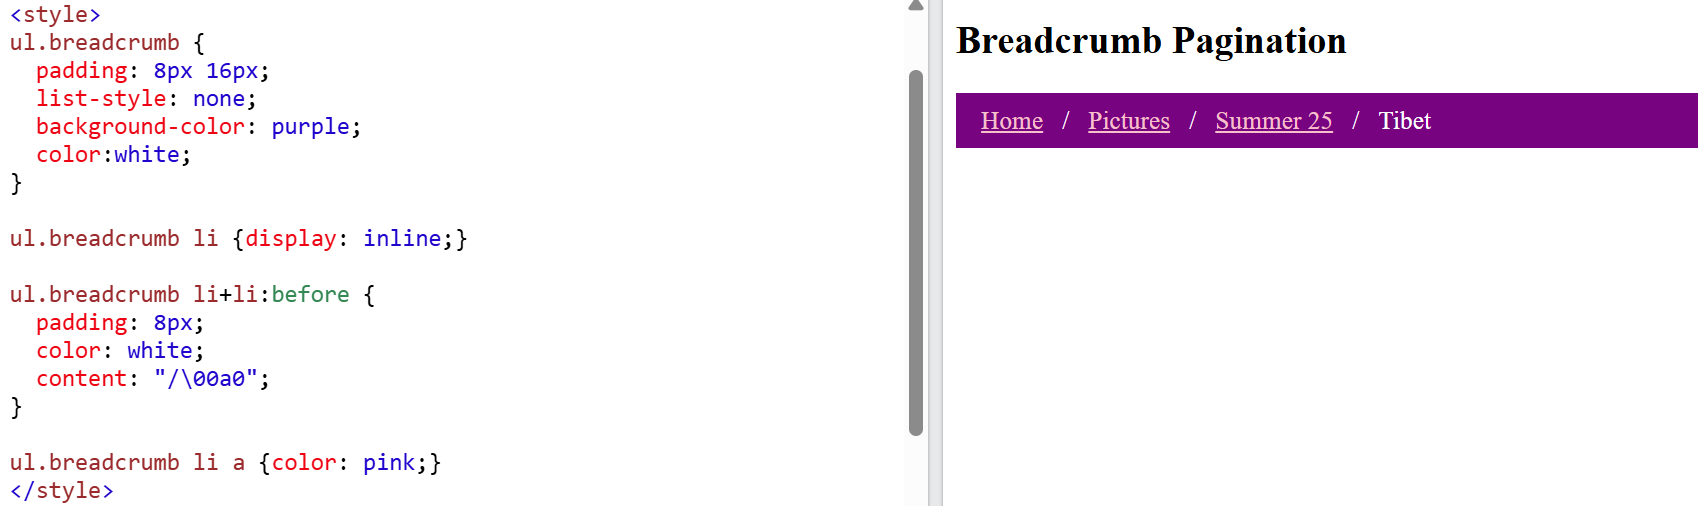 <style>
ul.breadcrumb {
  padding: 8px 16px;
  list-style: none;
  background-color: purple;
  color:white;
}
ul.breadcrumb li {display: inline;}
ul.breadcrumb li+li:before {
  padding: 8px;
  color: white;
  content: "/\00a0";
}
ul.breadcrumb li a {color: pink;}
</style>
Breadcrumb Pagination
Home / Pictures / Summer 25 / Tibet